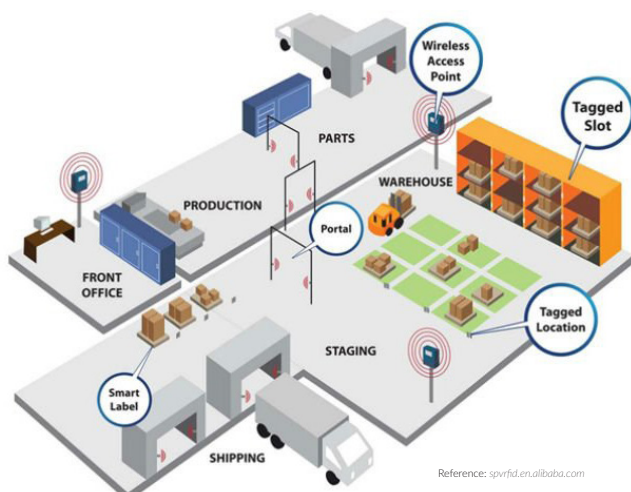 Wireless
Access
Point
Tagged
Slot
PARTS
WAREHOUSE
PRODUCTION
Portal
FRONT
OFFICE
Tagged
Location
STAGING
Smart
Label
SHIPPING
Reference: spvrfid.en.alibaba.com